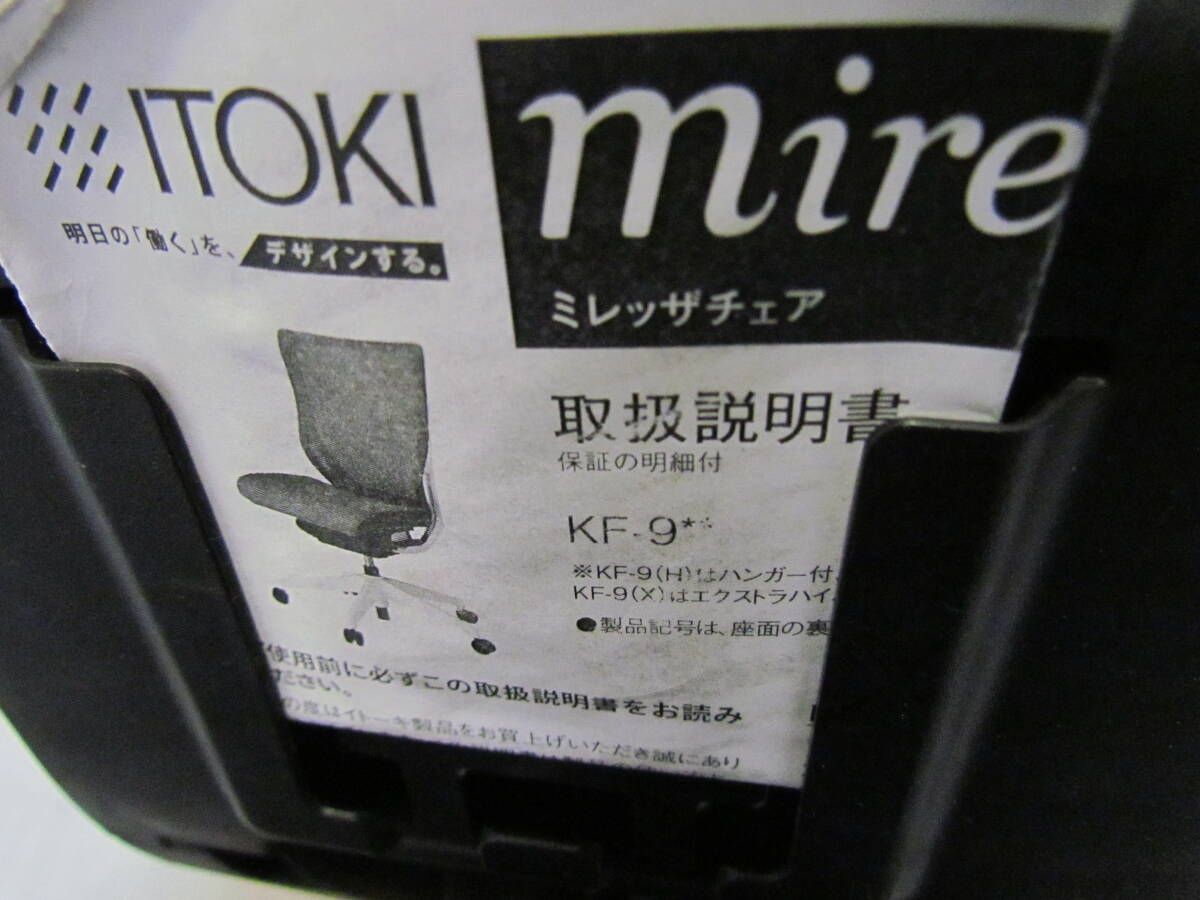 ITOKI
明日の「働く」を、デザインする。
mire
ミレッザチェア
取扱説明書
保証の明細付
KF-9**
※KF-9(H)はハンガー付、
KF-9(X)はエクストラハイ、
●製品記号は、座面の裏
使用前に必ずこの取扱説明書をお読み
ださい。
の度はイトーキ製品をお買上げいただき誠にあり